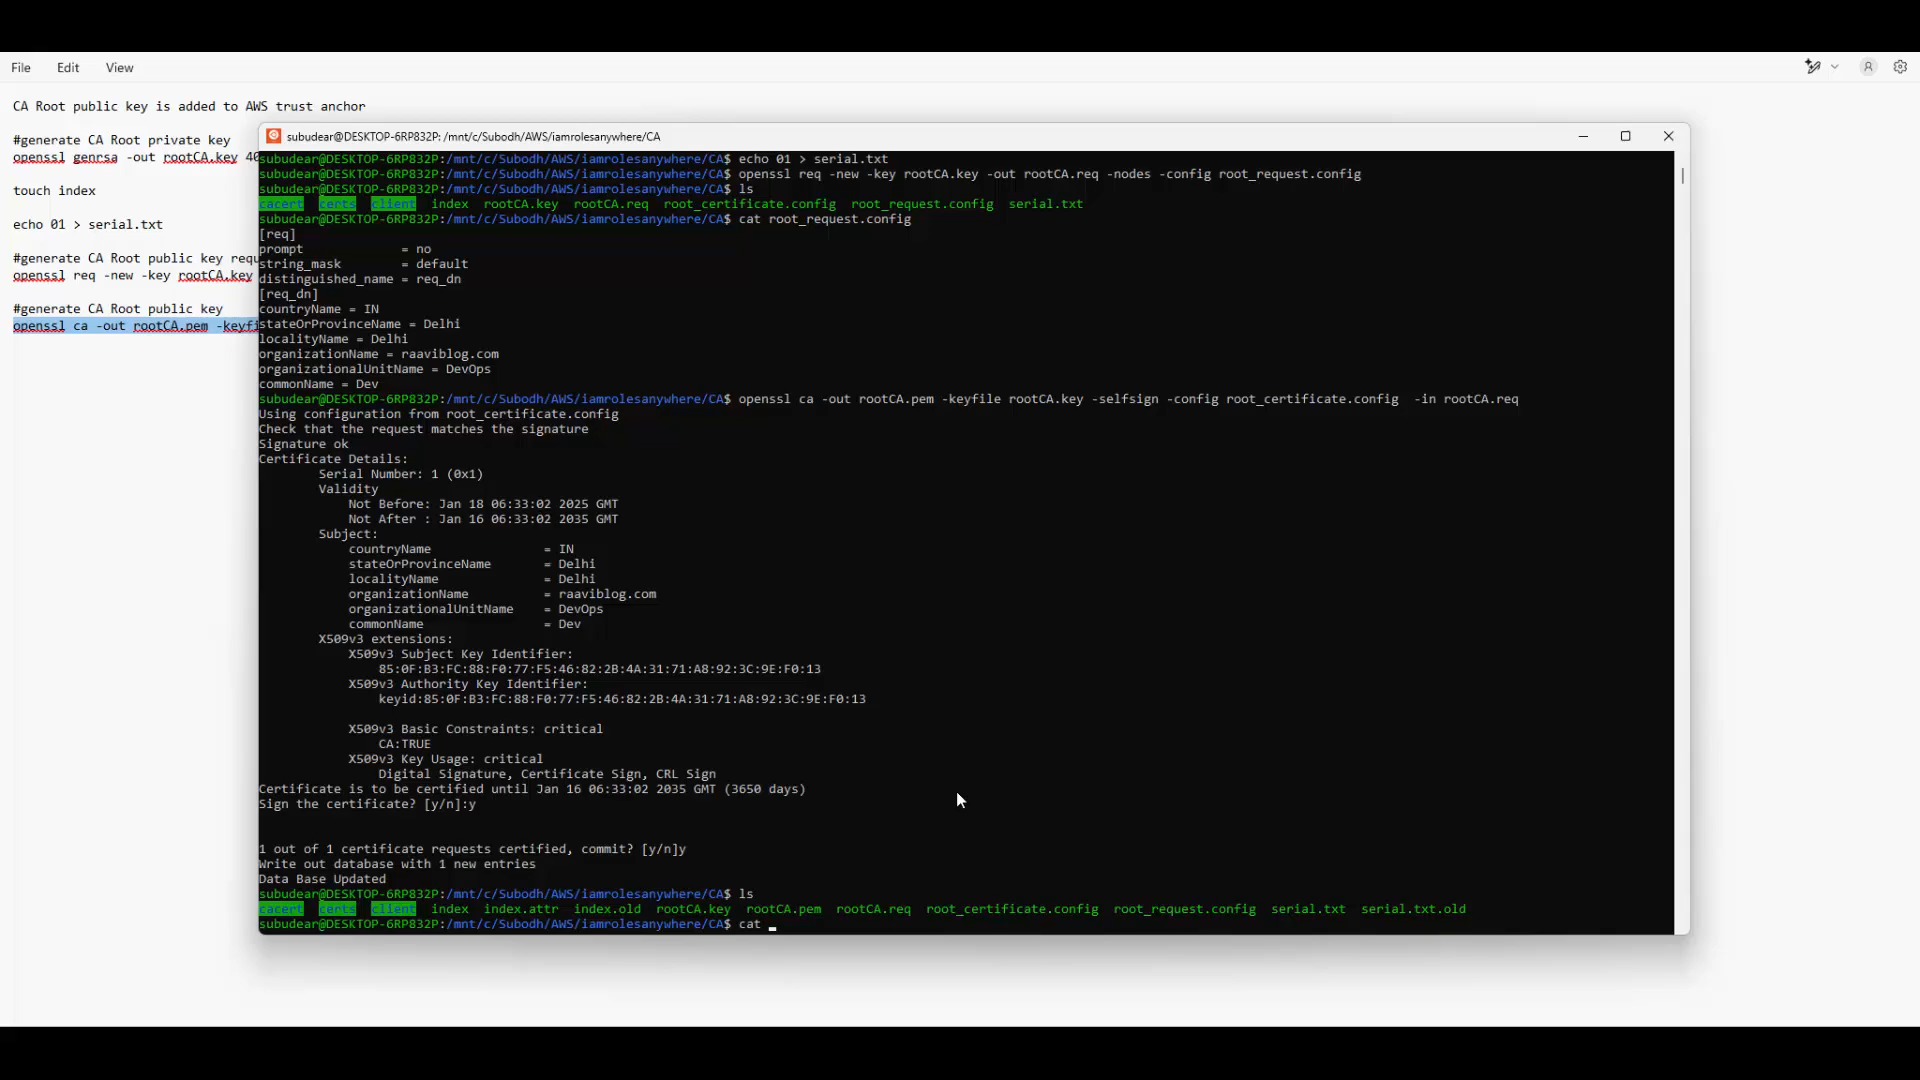 File Edit View
CA Root public key is added to AWS trust anchor
#generate CA Root private key
openssl genrsa -out rootCA.key 40
touch index
echo 01 > serial.txt
#generate CA Root public key requ
openssl req -new -key rootCA.key
#generate CA Root public key
openssl ca -out rootCA.pem -keyfi
subudear@DESKTOP-6RP832P: /mnt/c/Subodh/AWS/iamrolesanywhere/CA
subudear@DESKTOP-6RP832P:/mnt/c/Subodh/AWS/iamrolesanywhere/CA$ echo 01 > serial.txt
subudear@DESKTOP-6RP832P:/mnt/c/Subodh/AWS/iamrolesanywhere/CA$ openssl req -new -key rootCA.key -out rootCA.req -nodes -config root_request.config
subudear@DESKTOP-6RP832P:/mnt/c/Subodh/AWS/iamrolesanywhere/CA$ ls
cacert certs client index rootCA.key rootCA.req root_certificate.config root_request.config serial.txt
subudear@DESKTOP-6RP832P:/mnt/c/Subodh/AWS/iamrolesanywhere/CA$ cat root_request.config
[req]
prompt = no
string_mask = default
distinguished_name = req_dn
[req_dn]
countryName = IN
stateOrProvinceName = Delhi
localityName = Delhi
organizationName = raaviblog.com
organizationalUnitName = DevOps
commonName = Dev
subudear@DESKTOP-6RP832P:/mnt/c/Subodh/AWS/iamrolesanywhere/CA$ openssl ca -out rootCA.pem -keyfile rootCA.key -selfsign -config root_certificate.config -in rootCA.req
Using configuration from root_certificate.config
Check that the request matches the signature
Signature ok
Certificate Details:
Serial Number: 1 (0x1)
Validity
Not Before: Jan 18 06:33:02 2025 GMT
Not After : Jan 16 06:33:02 2035 GMT
Subject:
countryName = IN
stateOrProvinceName = Delhi
localityName = Delhi
organizationName = raaviblog.com
organizationalUnitName = DevOps
commonName = Dev
X509v3 extensions:
X509v3 Subject Key Identifier:
85:0F:B3:FC:88:F0:77:F5:46:82:2B:4A:31:71:A8:92:3C:9E:F0:13
X509v3 Authority Key Identifier:
keyid:85:0F:B3:FC:88:F0:77:F5:46:82:2B:4A:31:71:A8:92:3C:9E:F0:13
X509v3 Basic Constraints: critical
CA:TRUE
X509v3 Key Usage: critical
Digital Signature, Certificate Sign, CRL Sign
Certificate is to be certified until Jan 16 06:33:02 2035 GMT (3650 days)
Sign the certificate? [y/n]:y
1 out of 1 certificate requests certified, commit? [y/n]y
Write out database with 1 new entries
Data Base Updated
subudear@DESKTOP-6RP832P:/mnt/c/Subodh/AWS/iamrolesanywhere/CA$ ls
cacert certs client index index.attr index.old rootCA.key rootCA.pem rootCA.req root_certificate.config root_request.config serial.txt serial.txt.old
subudear@DESKTOP-6RP832P:/mnt/c/Subodh/AWS/iamrolesanywhere/CA$ cat